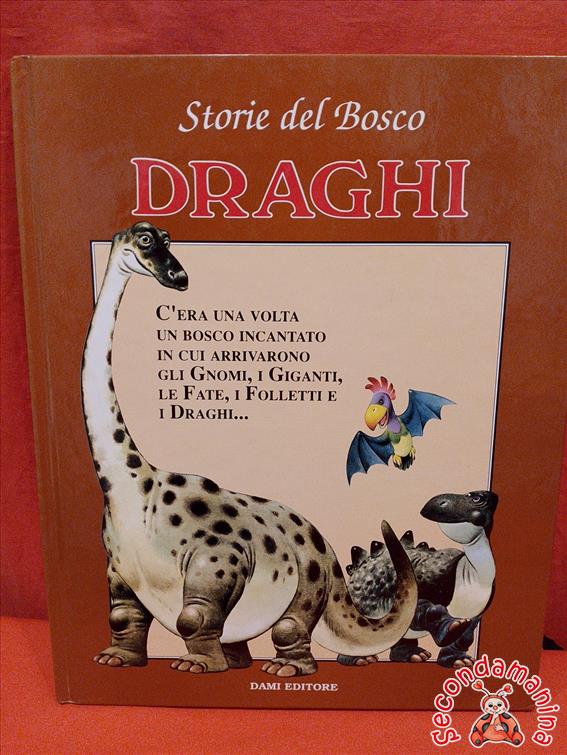 Storie del Bosco
DRAGHI
C'ERA UNA VOLTA
UN BOSCO INCANTATO
IN CUI ARRIVARONO
GLI GNOMI, I GIGANTI,
LE FATE, I FOLLETTI E
I DRAGHI...
DAMI EDITORE
secondamanina